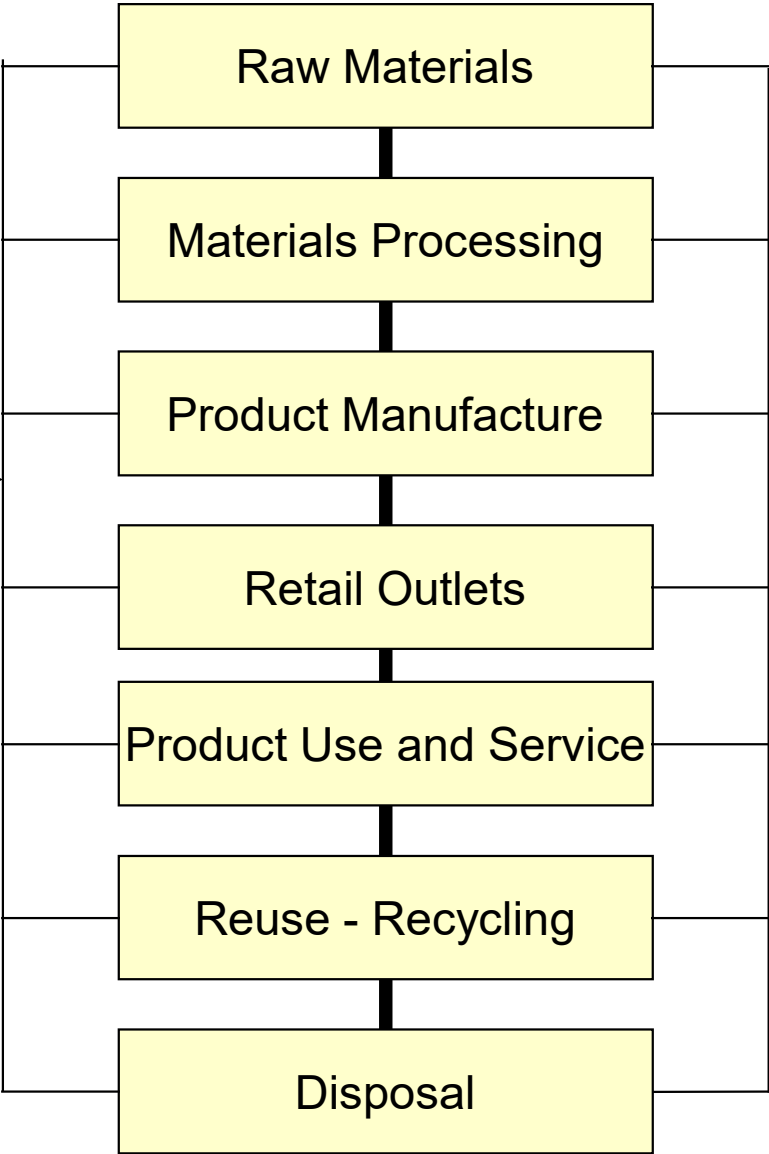 Raw Materials
Materials Processing
Product Manufacture
Retail Outlets
Product Use and Service
Reuse - Recycling
Disposal